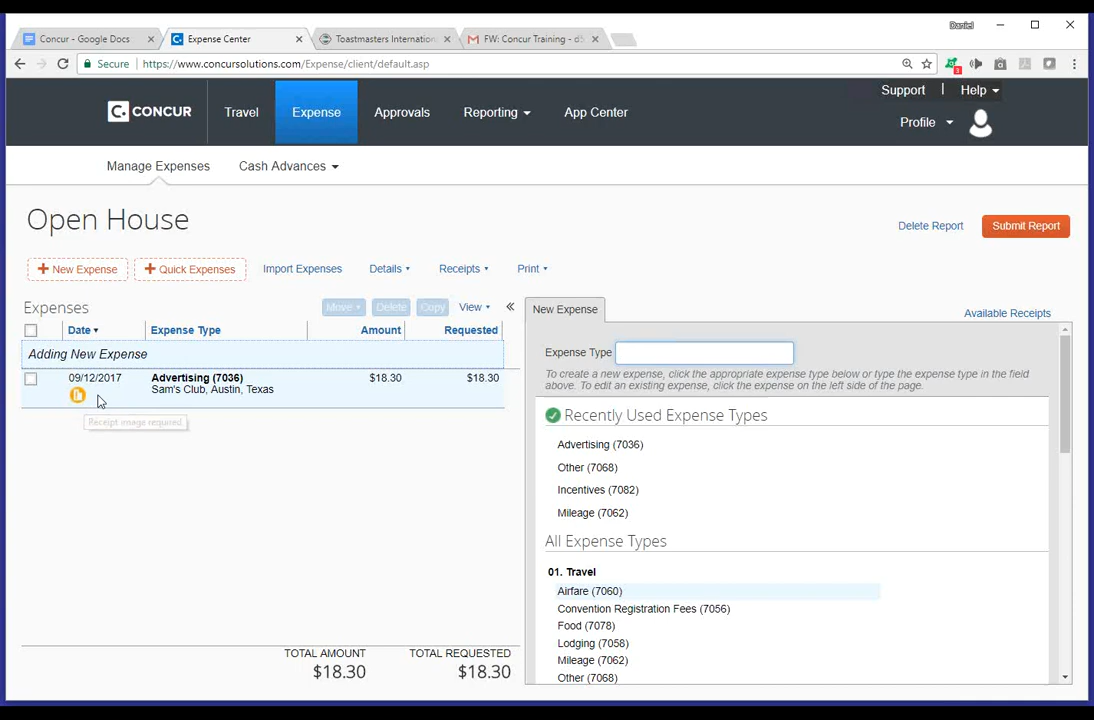 Daniel
Concur - Google Docs
Expense Center
Toastmasters Internation
FW: Concur Training - d5
Secure
https://www.concursolutions.com/Expense/client/default.asp
3
Support | Help
C. CONCUR
Travel
Expense
Approvals
Reporting
App Center
Profile
Manage Expenses
Cash Advances
Open House
Delete Report
Submit Report
+ New Expense
+ Quick Expenses
Import Expenses
Details
Receipts
Print
Expenses
Move
Delete
Copy
View
«
New Expense
Available Receipts
Date
Expense Type
Amount
Requested
Adding New Expense
09/12/2017
Advertising (7036)
$18.30
$18.30
Sam's Club, Austin, Texas
Receipt image required.
Expense Type
To create a new expense, click the appropriate expense type below or type the expense type in the field
above. To edit an existing expense, click the expense on the left side of the page.
Recently Used Expense Types
Advertising (7036)
Other (7068)
Incentives (7082)
Mileage (7062)
All Expense Types
01. Travel
Airfare (7060)
Convention Registration Fees (7056)
Food (7078)
Lodging (7058)
Mileage (7062)
Other (7068)
TOTAL AMOUNT
$18.30
TOTAL REQUESTED
$18.30